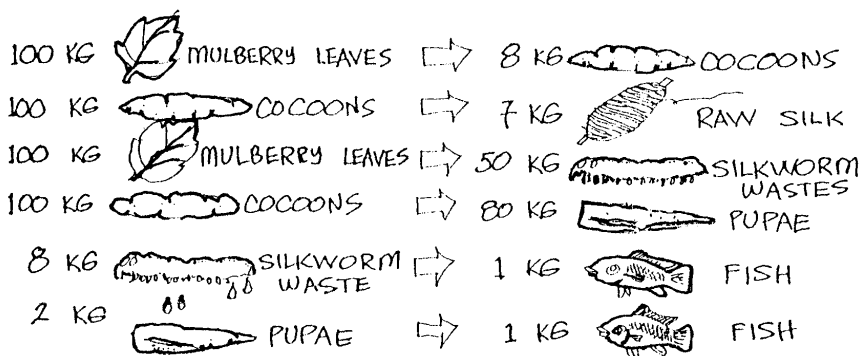 100 KG MULBERRY LEAVES 8 KG COCOONS
100 KG COCOONS 7 KG RAW SILK
100 KG MULBERRY LEAVES 50 KG SILKWORM WASTES
100 KG COCOONS 80 KG PUPAE
8 KG SILKWORM WASTE 1 KG FISH
2 KG PUPAE 1 KG FISH